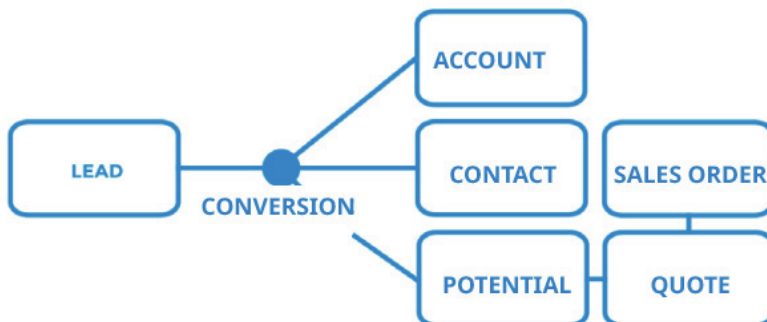 ACCOUNT
LEAD
CONTACT
SALES ORDER
CONVERSION
POTENTIAL
QUOTE